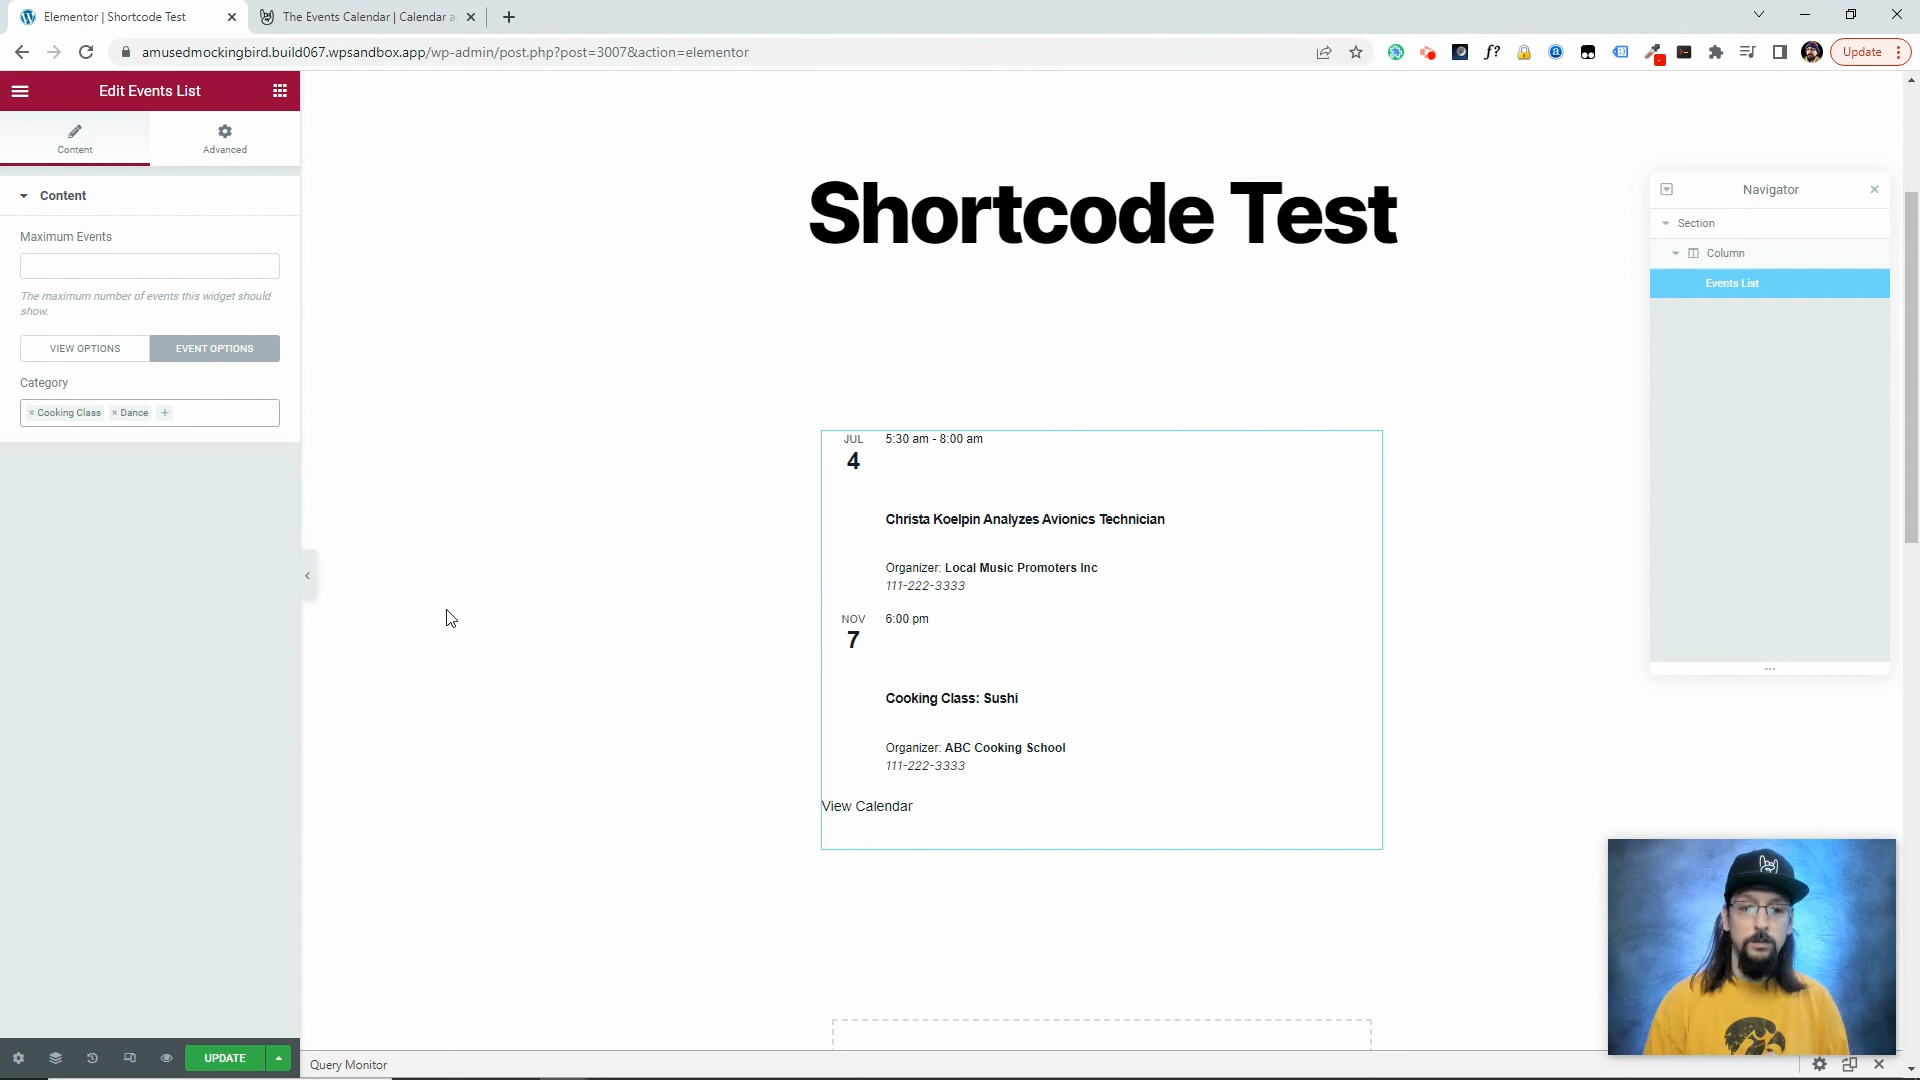 Elementor | Shortcode Test
The Events Calendar | Calendar a
amusedmockingbird.build067.wpsandbox.app/wp-admin/post.php?post=3007&action=elementor
Update
Edit Events List
Content
Advanced
Content
Maximum Events
The maximum number of events this widget should
show.
VIEW OPTIONS
EVENT OPTIONS
Category
× Cooking Class × Dance +
UPDATE
Shortcode Test
JUL
4
5:30 am - 8:00 am
Christa Koelpin Analyzes Avionics Technician
Organizer: Local Music Promoters Inc
111-222-3333
NOV
7
6:00 pm
Cooking Class: Sushi
Organizer: ABC Cooking School
111-222-3333
View Calendar
Navigator
Section
Column
Events List
Query Monitor